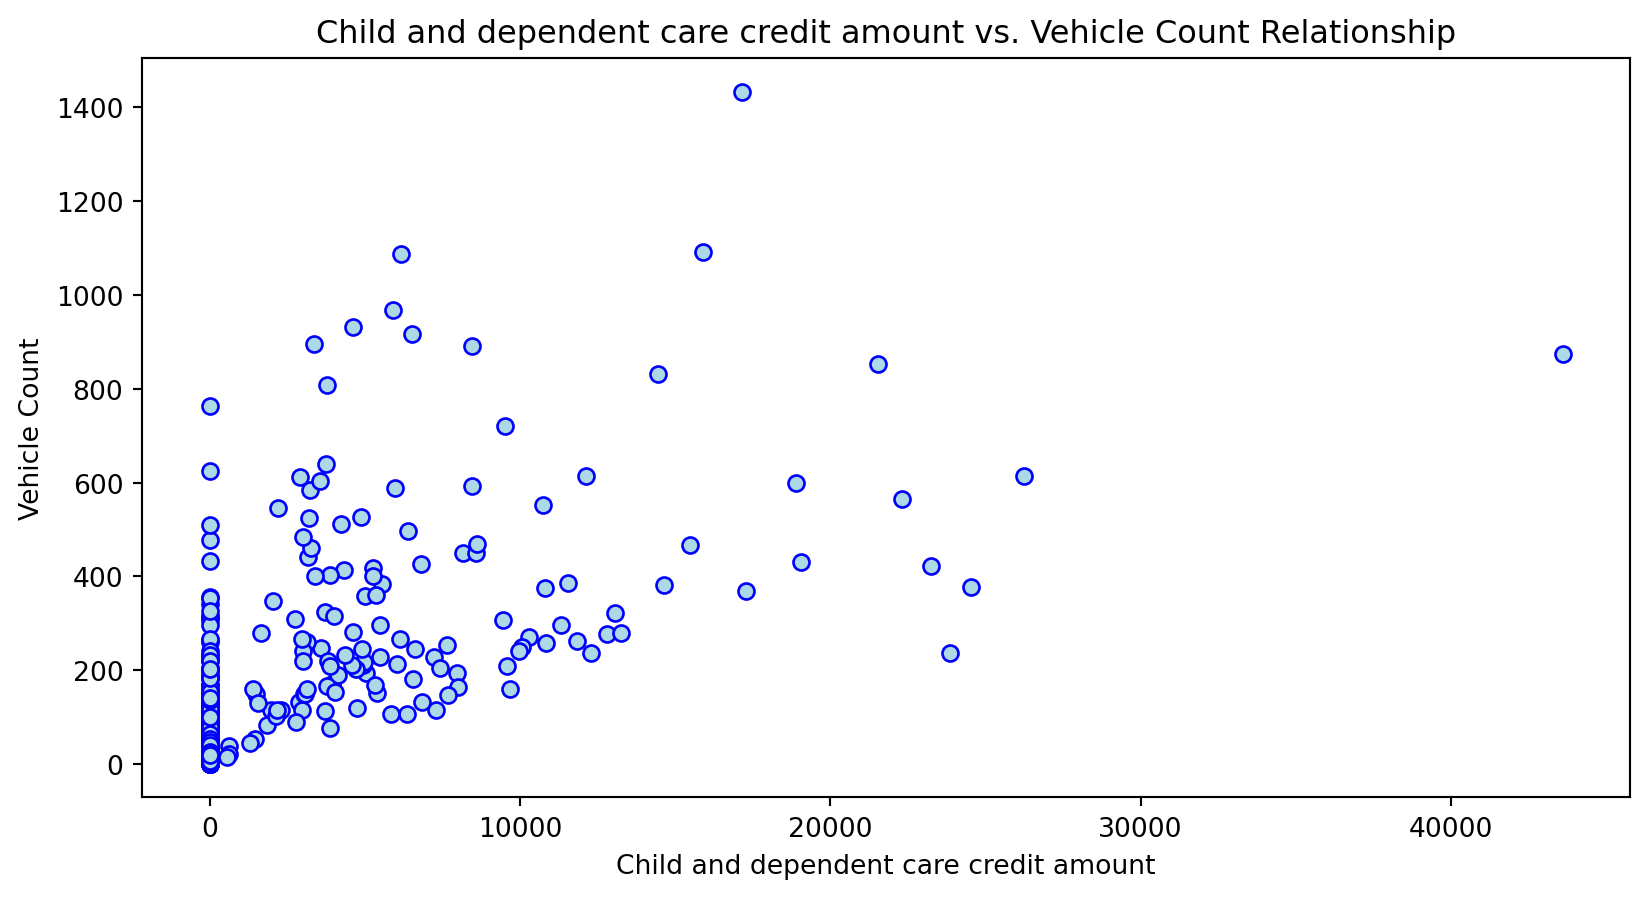 Child and dependent care credit amount vs. Vehicle Count Relationship
1400
1200
1000
800
600
400
200
0
Vehicle Count
0 10000 20000 30000 40000
Child and dependent care credit amount